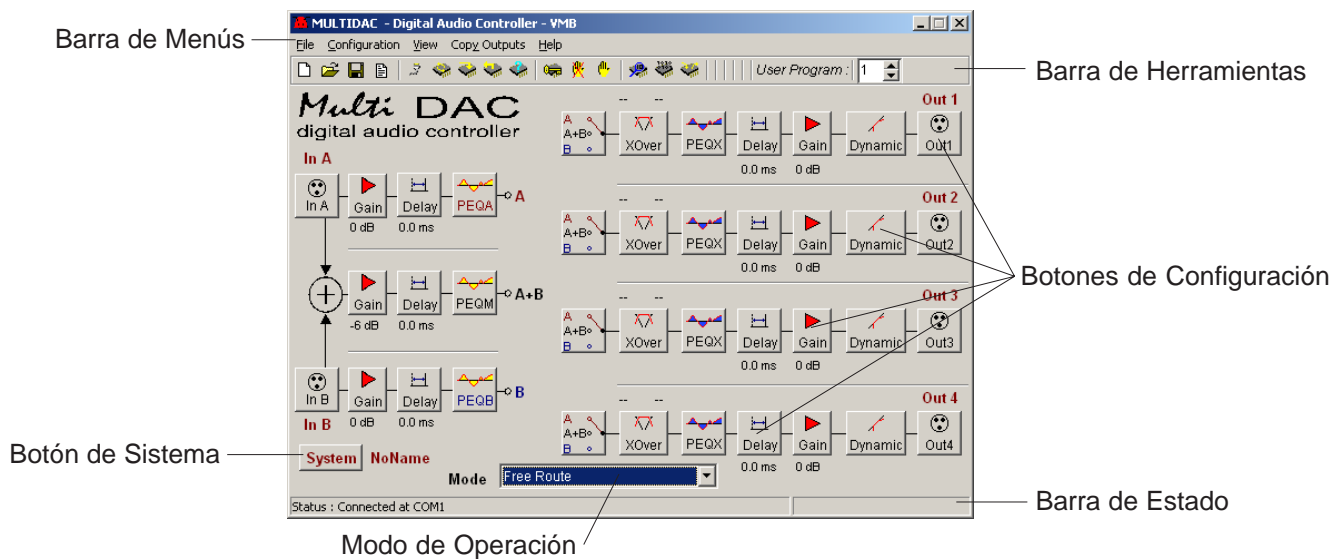 MULTIDAC - Digital Audio Controller - VMB
Barra de Menús
File Configuration View Copy Outputs Help
User Program : 1
Barra de Herramientas
Multi DAC
digital audio controller
In A
In A Gain Delay PEQA A
0 dB 0.0 ms
Gain Delay PEQM A+B
-6 dB 0.0 ms
In B Gain Delay PEQB B
In B 0 dB 0.0 ms
-- -- Out 1
A
A+B
B
XOver PEQX Delay Gain Dynamic Out1
0.0 ms 0 dB
-- -- Out 2
A
A+B
B
XOver PEQX Delay Gain Dynamic Out2
0.0 ms 0 dB
Botones de Configuración
-- -- Out 3
A
A+B
B
XOver PEQX Delay Gain Dynamic Out3
0.0 ms 0 dB
-- -- Out 4
A
A+B
B
XOver PEQX Delay Gain Dynamic Out4
0.0 ms 0 dB
Botón de Sistema
System NoName
Mode Free Route
Status : Connected at COM1
Barra de Estado
Modo de Operación